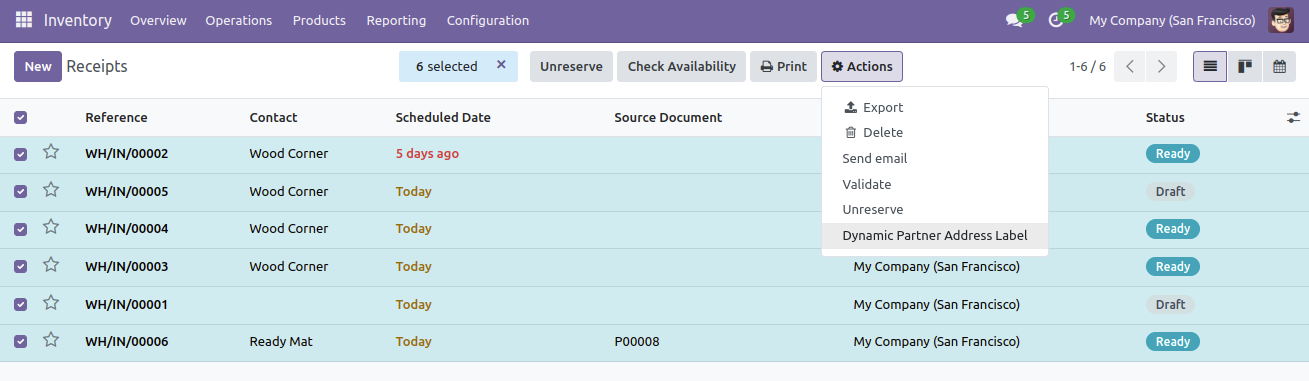 Inventory Overview Operations Products Reporting Configuration 5 5 My Company (San Francisco)
New Receipts 6 selected × Unreserve Check Availability Print Actions 1-6 / 6
Reference Contact Scheduled Date Source Document Status
Export
Delete
Send email
Validate
Unreserve
Dynamic Partner Address Label
WH/IN/00002 Wood Corner 5 days ago Ready
WH/IN/00005 Wood Corner Today Draft
WH/IN/00004 Wood Corner Today Ready
WH/IN/00003 Wood Corner Today My Company (San Francisco) Ready
WH/IN/00001 Today My Company (San Francisco) Draft
WH/IN/00006 Ready Mat Today P00008 My Company (San Francisco) Ready